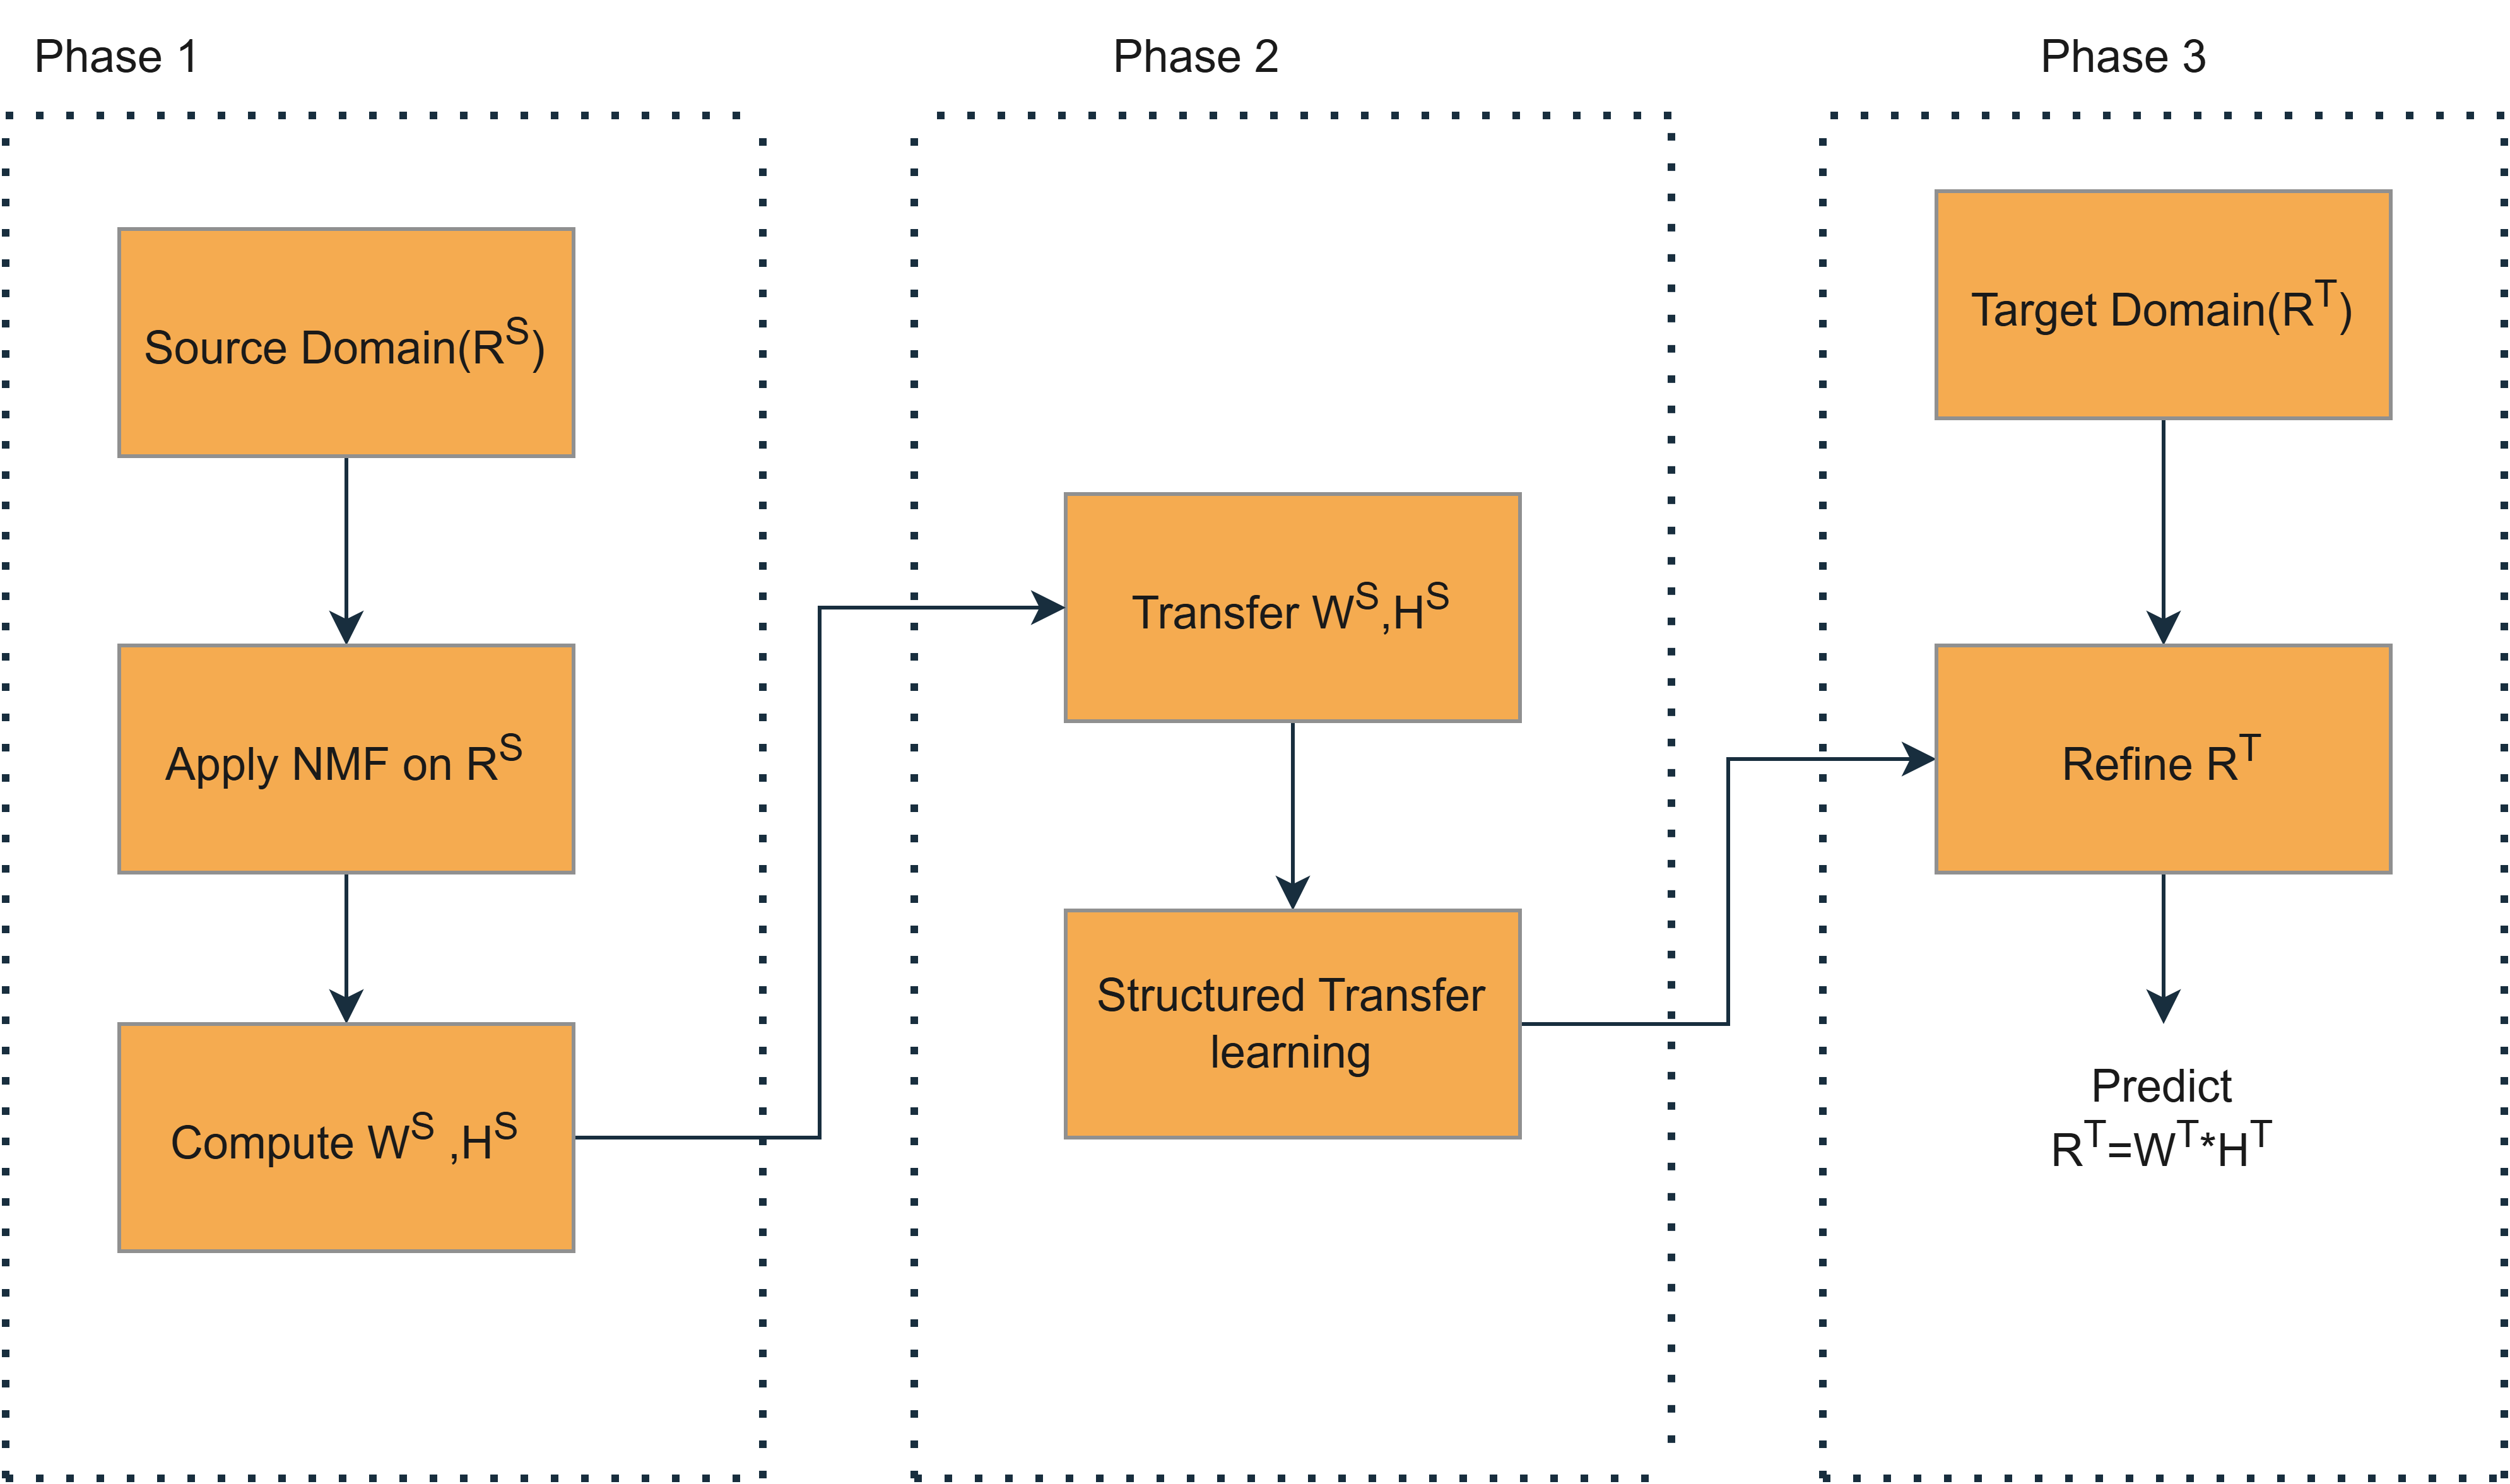 Phase 1
Source Domain(R^S)
Apply NMF on R^S
Compute W^S ,H^S
Phase 2
Transfer W^S,H^S
Structured Transfer
learning
Phase 3
Target Domain(R^T)
Refine R^T
Predict
R^T=W^T*H^T